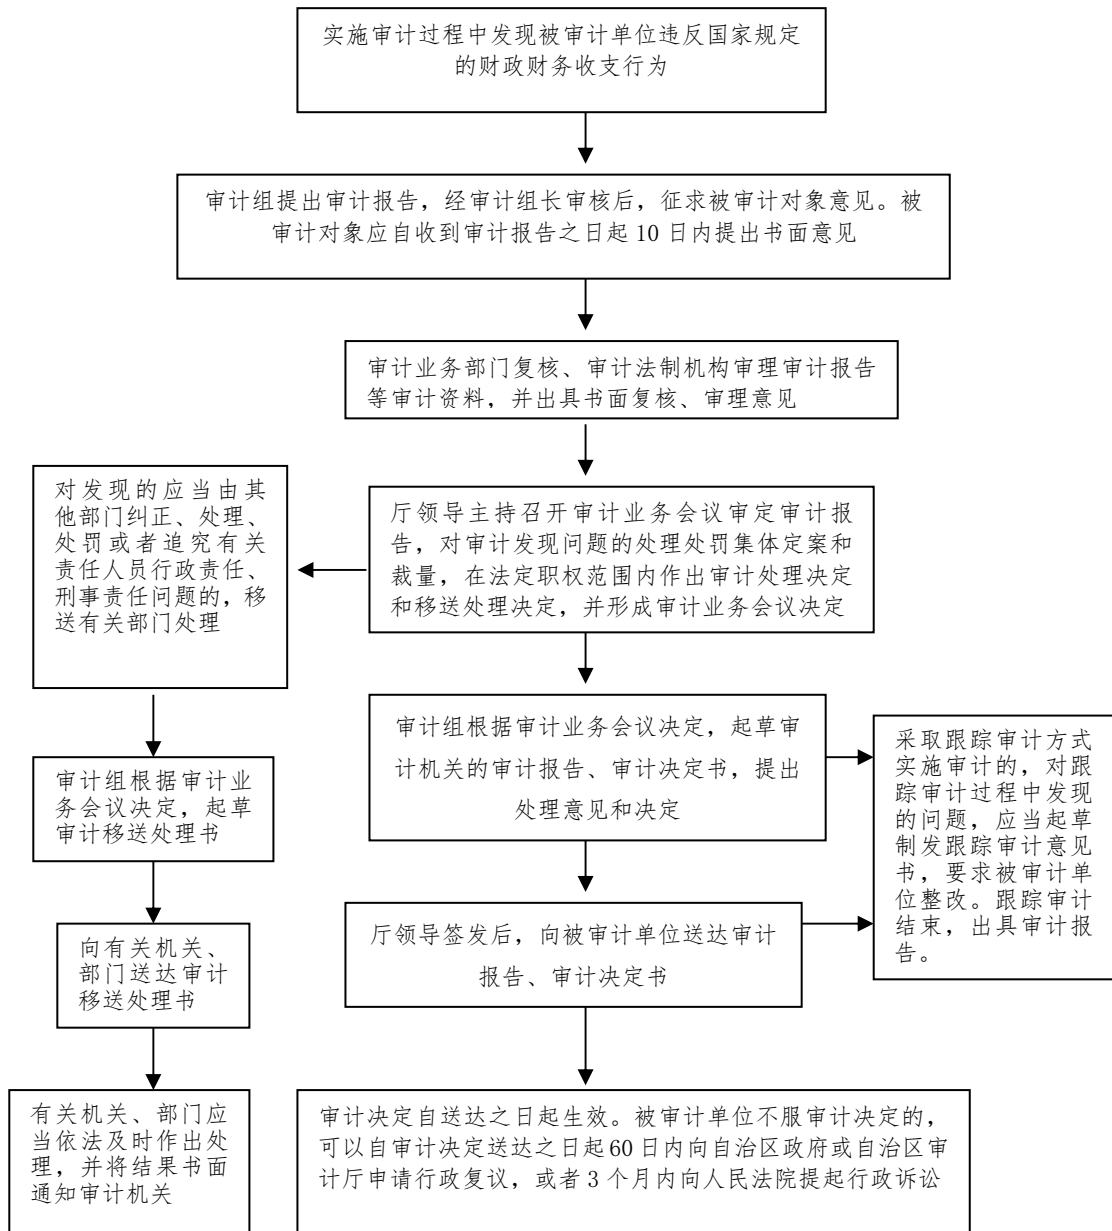 实施审计过程中发现被审计单位违反国家规定
的财政财务收支行为
审计组提出审计报告，经审计组长审核后，征求被审计对象意见。被
审计对象应自收到审计报告之日起 10 日内提出书面意见
审计业务部门复核、审计法制机构审理审计报告
等审计资料，并出具书面复核、审理意见
厅领导主持召开审计业务会议审定审计报
告，对审计发现问题的处理处罚集体定案和
裁量，在法定职权范围内作出审计处理决定
和移送处理决定，并形成审计业务会议决定
对发现的应当由其
他部门纠正、处理、
处罚或者追究有关
责任人员行政责任、
刑事责任问题的，移
送有关部门处理
审计组根据审计业务会议决定，起草审
计机关的审计报告、审计决定书，提出
处理意见和决定
采取跟踪审计方式
实施审计的，对跟
踪审计过程中发现
的问题，应当起草
制发跟踪审计意见
书，要求被审计单
位整改。跟踪审计
结束，出具审计报
告。
审计组根据审计业
务会议决定，起草
审计移送处理书
厅领导签发后，向被审计单位送达审计
报告、审计决定书
向有关机关、
部门送达审计
移送处理书
有关机关、部门应
当依法及时作出处
理，并将结果书面
通知审计机关
审计决定自送达之日起生效。被审计单位不服审计决定的，
可以自审计决定送达之日起 60 日内向自治区政府或自治区审
计厅申请行政复议，或者 3 个月内向人民法院提起行政诉讼